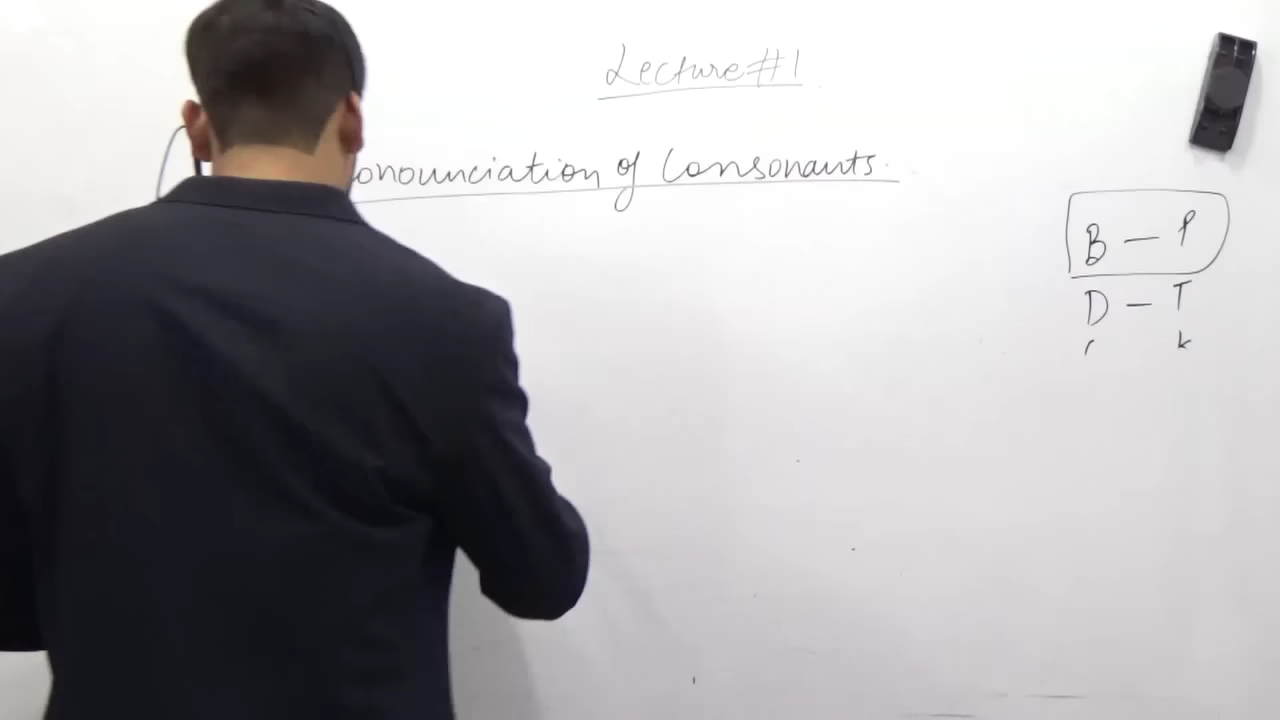 Lecture #1
onounciation of Consonants.
B — P
D — T
k